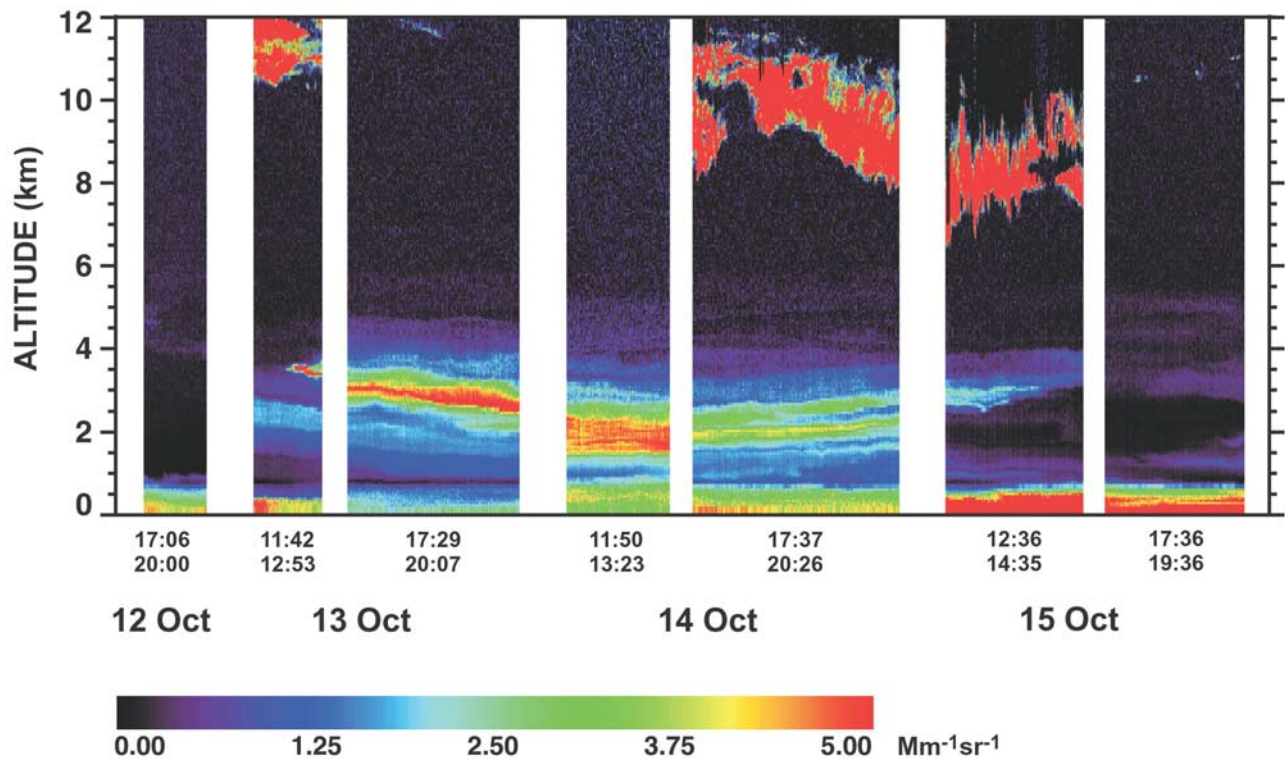 12
10
8
6
4
2
0
ALTITUDE (km)
17:06 11:42 17:29 11:50 17:37 12:36 17:36
20:00 12:53 20:07 13:23 20:26 14:35 19:36
12 Oct 13 Oct 14 Oct 15 Oct
0.00 1.25 2.50 3.75 5.00 Mm⁻¹sr⁻¹